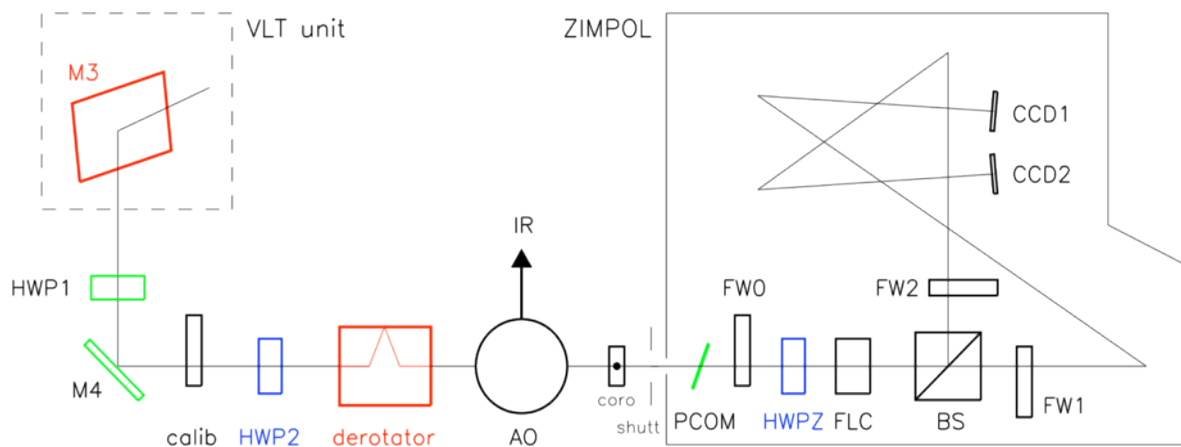 VLT unit
ZIMPOL
M3
CCD1
CCD2
IR
HWP1
FW0
FW2
M4
calib
HWP2
derotator
AO
coro
shutt
PCOM
HWPZ
FLC
BS
FW1